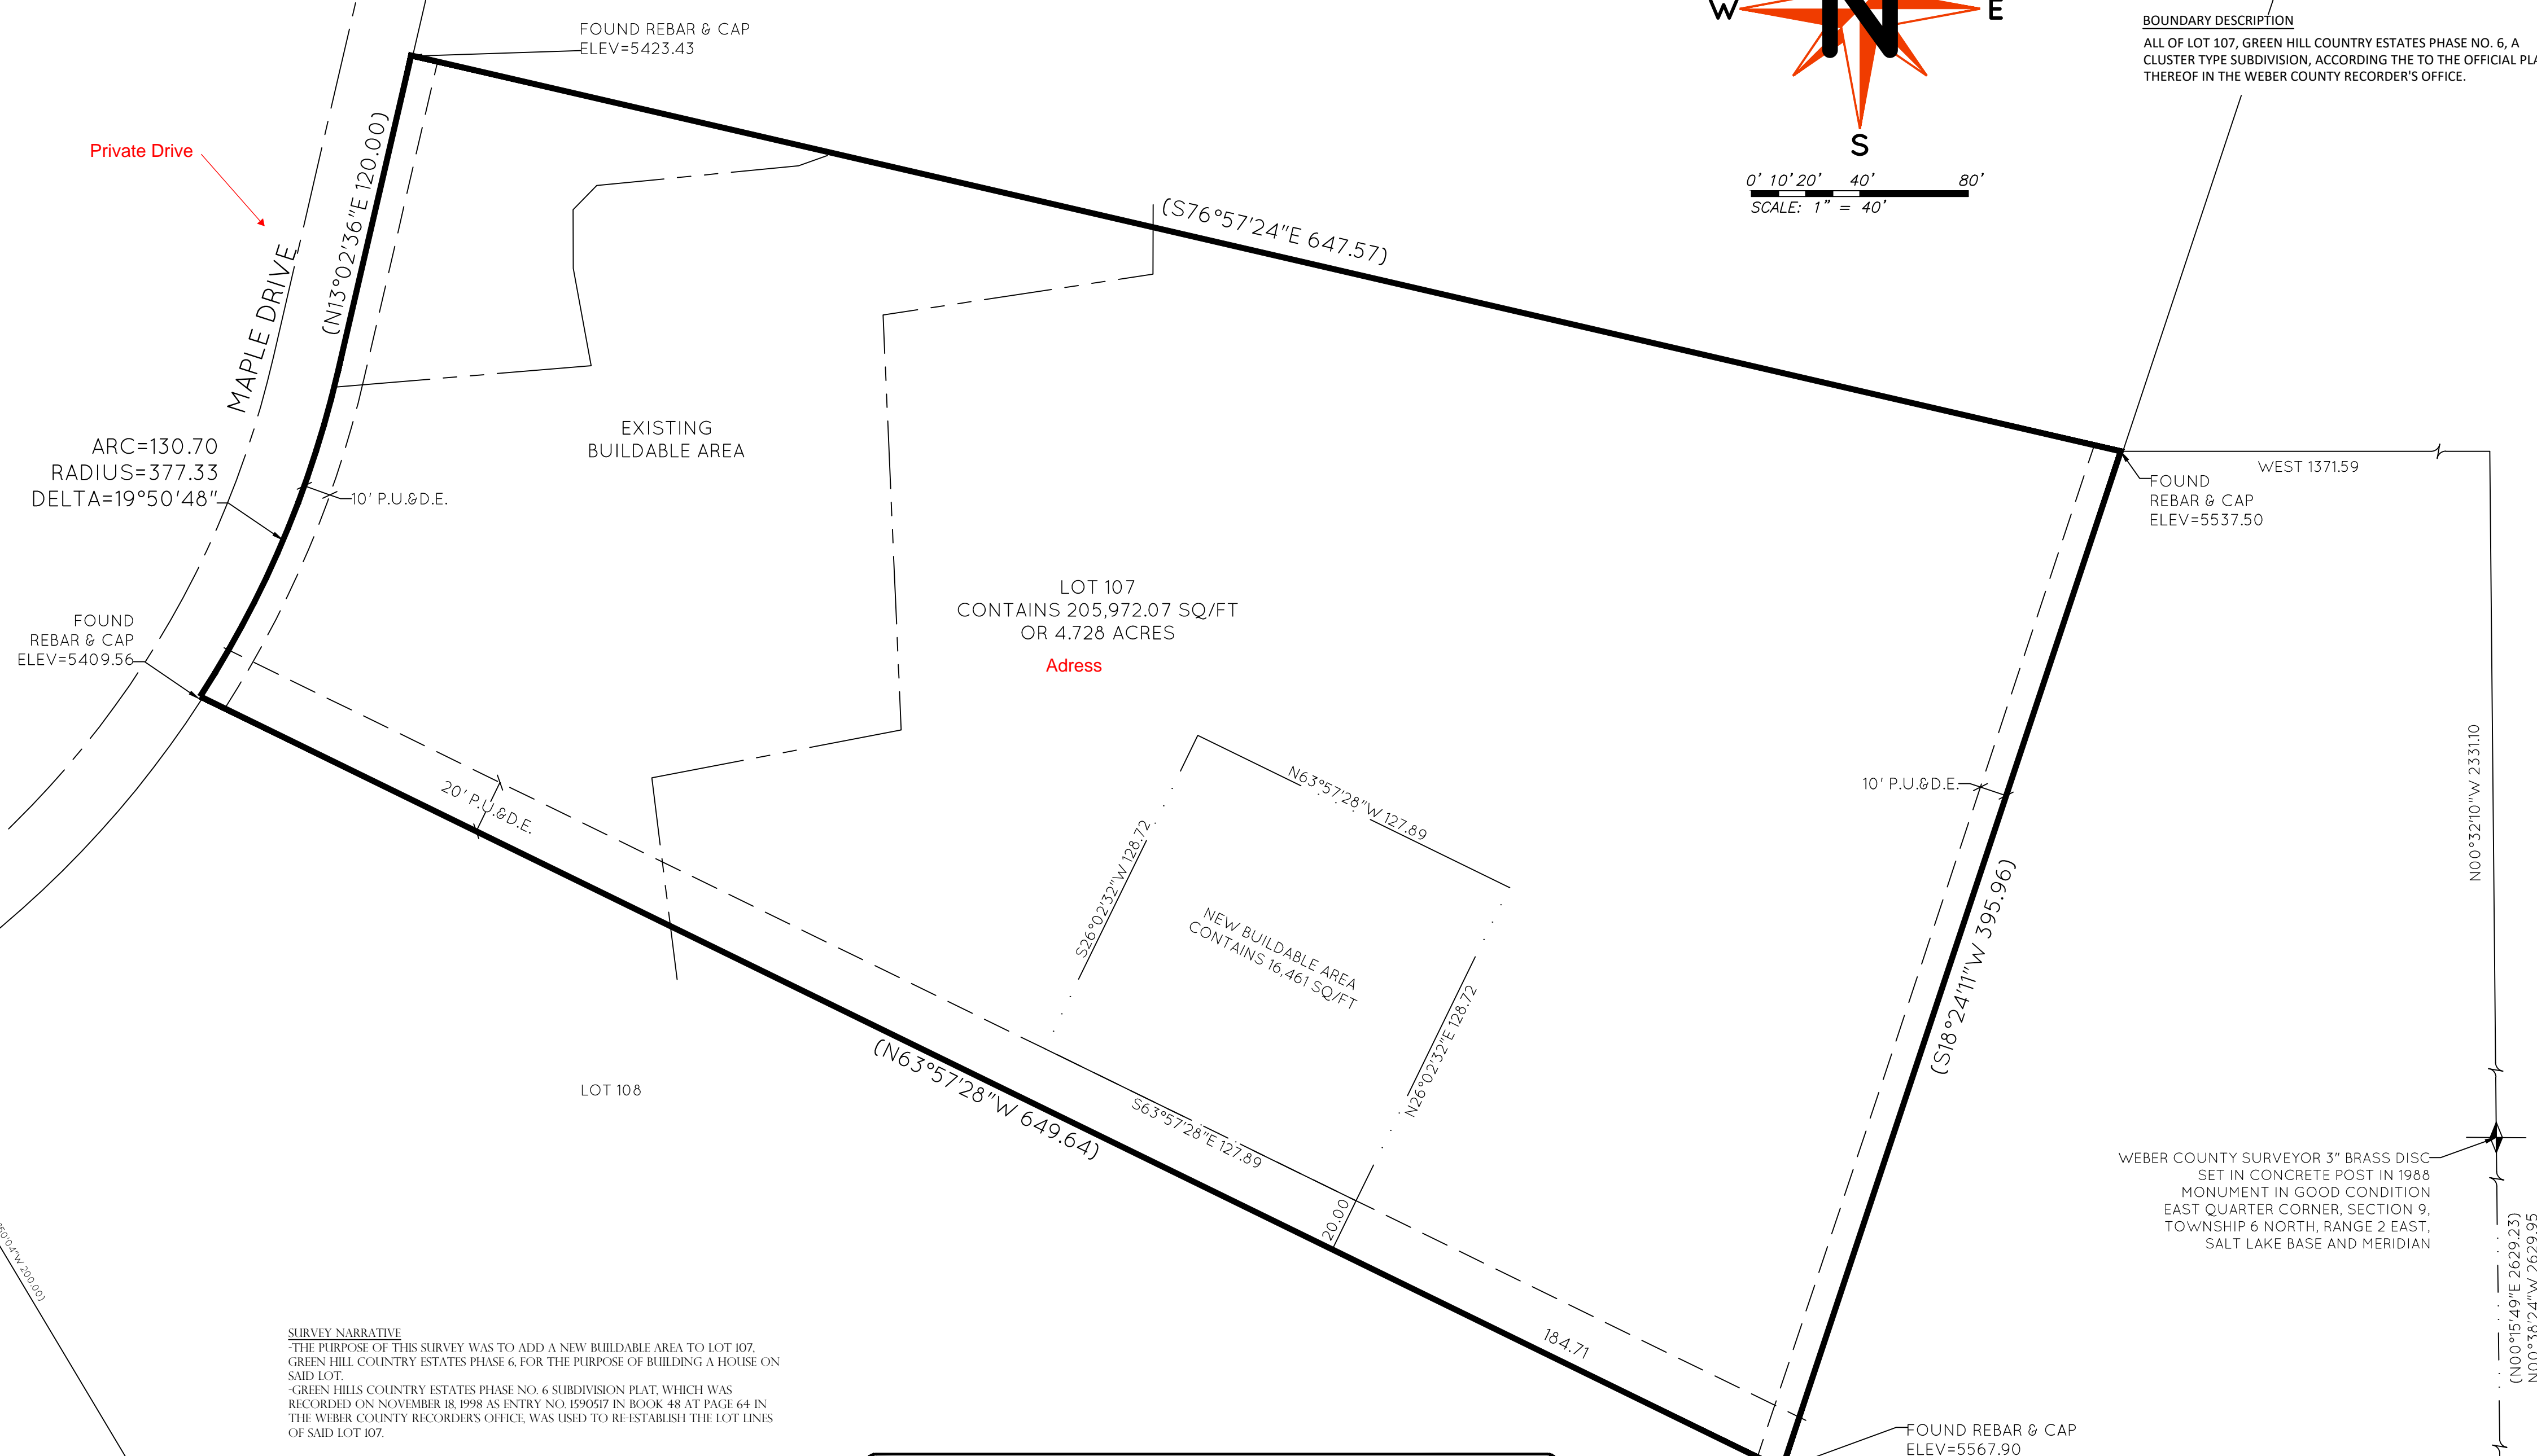 FOUND REBAR & CAP
ELEV=5423.43
W
N
E
S
0' 10' 20' 40' 80'
SCALE: 1" = 40'
BOUNDARY DESCRIPTION
ALL OF LOT 107, GREEN HILL COUNTRY ESTATES PHASE NO. 6, A
CLUSTER TYPE SUBDIVISION, ACCORDING THE TO THE OFFICIAL
THEREOF IN THE WEBER COUNTY RECORDER'S OFFICE.
Private Drive
MAPLE DRIVE
(N13°02'36"E 120.00)
(S76°57'24"E 647.57)
ARC=130.70
RADIUS=377.33
DELTA=19°50'48"
10' P.U.&D.E.
EXISTING
BUILDABLE AREA
WEST 1371.59
FOUND
REBAR & CAP
ELEV=5537.50
FOUND
REBAR & CAP
ELEV=5409.56
LOT 107
CONTAINS 205,972.07 SQ/FT
OR 4.728 ACRES
Adress
20' P.U.&D.E.
N63°57'28"W 127.89
S26°02'32"W 128.72
NEW BUILDABLE AREA
CONTAINS 16,461 SQ/FT
N26°02'32"E 128.72
S63°57'28"E 127.89
20.00
184.71
10' P.U.&D.E.
(S18°24'11"W 395.96)
N00°32'10"W 2331.10
(N63°57'28"W 649.64)
LOT 108
WEBER COUNTY SURVEYOR 3" BRASS DISC
SET IN CONCRETE POST IN 1988
MONUMENT IN GOOD CONDITION
EAST QUARTER CORNER, SECTION 9,
TOWNSHIP 6 NORTH, RANGE 2 EAST,
SALT LAKE BASE AND MERIDIAN
(N00°15'49"E 2629.23)
N00°38'24"W 2629.95
50'04"W 200.00)
SURVEY NARRATIVE
-THE PURPOSE OF THIS SURVEY WAS TO ADD A NEW BUILDABLE AREA TO LOT 107,
GREEN HILL COUNTRY ESTATES PHASE 6, FOR THE PURPOSE OF BUILDING A HOUSE ON
SAID LOT.
-GREEN HILLS COUNTRY ESTATES PHASE NO. 6 SUBDIVISION PLAT, WHICH WAS
RECORDED ON NOVEMBER 18, 1998 AS ENTRY NO. 1590517 IN BOOK 48 AT PAGE 64 IN
THE WEBER COUNTY RECORDER'S OFFICE, WAS USED TO RE-ESTABLISH THE LOT LINES
OF SAID LOT 107.
FOUND REBAR & CAP
ELEV=5567.90